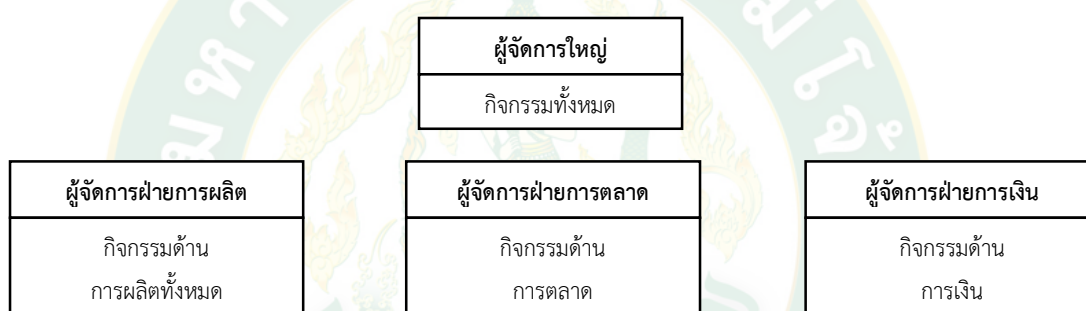 ผู้จัดการใหญ่
กิจกรรมทั้งหมด
ผู้จัดการฝ่ายการผลิต
กิจกรรมด้าน
การผลิตทั้งหมด
ผู้จัดการฝ่ายการตลาด
กิจกรรมด้าน
การตลาด
ผู้จัดการฝ่ายการเงิน
กิจกรรมด้าน
การเงิน